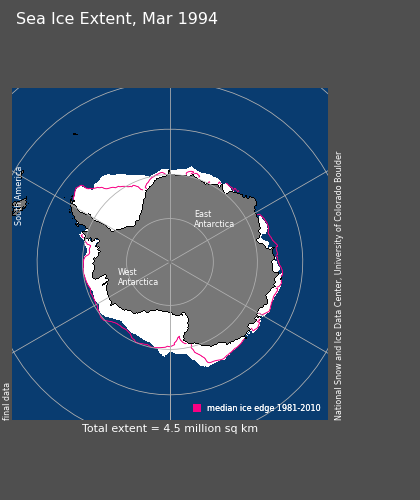 Sea Ice Extent, Mar 1994
South America
East
Antarctica
West
Antarctica
National Snow and Ice Data Center, University of Colorado Boulder
final data
median ice edge 1981-2010
Total extent = 4.5 million sq km